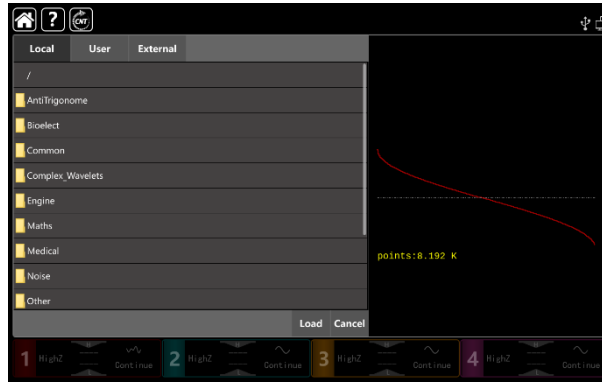 ? CNT
Local User External
/
AntiTrigonome
Bioelect
Common
Complex_Wavelets
Engine
Maths
Medical
Noise
Other
points:8.192 K
Load Cancel
1 HighZ Continue 2 HighZ Continue 3 HighZ Continue 4 HighZ Continue